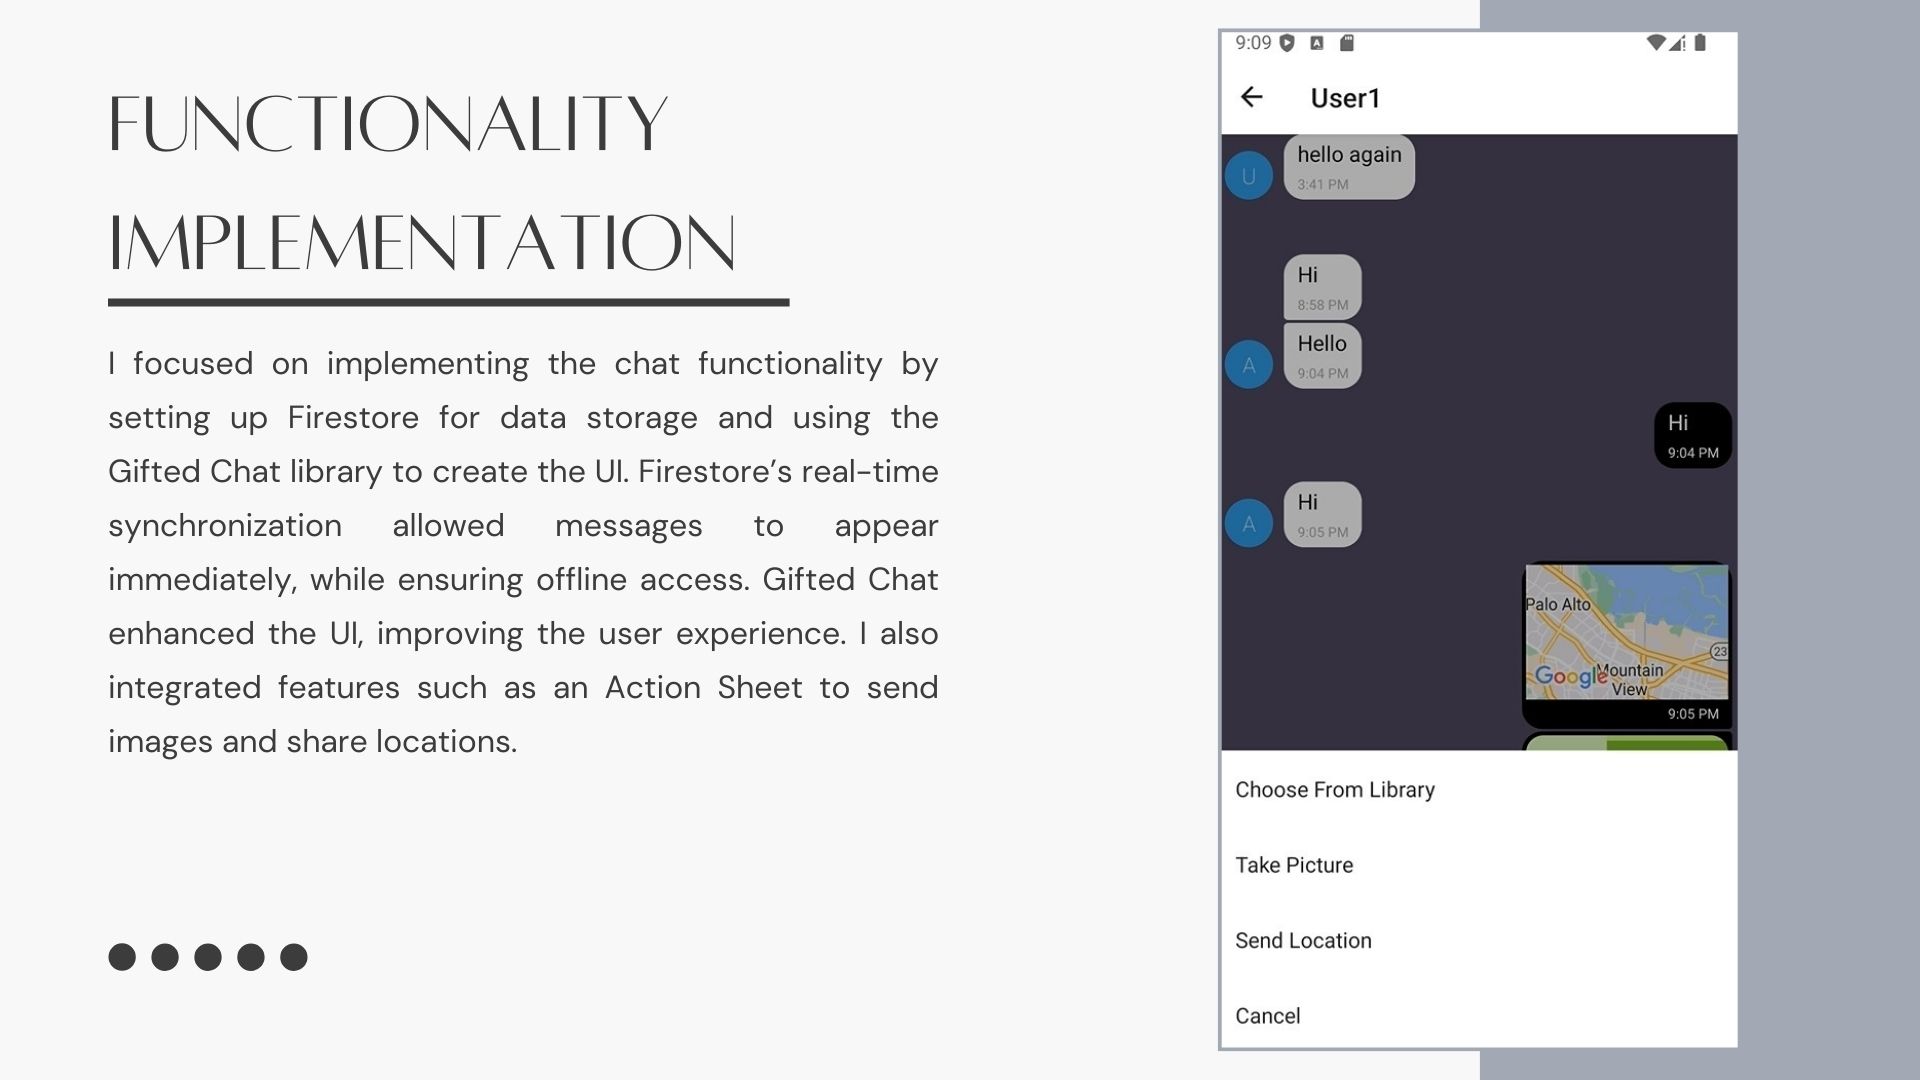 FUNCTIONALITY
IMPLEMENTATION
I focused on implementing the chat functionality by
setting up Firestore for data storage and using the
Gifted Chat library to create the UI. Firestore’s real-time
synchronization allowed messages to appear
immediately, while ensuring offline access. Gifted Chat
enhanced the UI, improving the user experience. I also
integrated features such as an Action Sheet to send
images and share locations.
9:09
User1
hello again
U
3:41 PM
Hi
8:58 PM
Hello
A
9:04 PM
Hi
9:04 PM
Hi
A
9:05 PM
Palo Alto
23
Google
Mountain
View
9:05 PM
Choose From Library
Take Picture
Send Location
Cancel